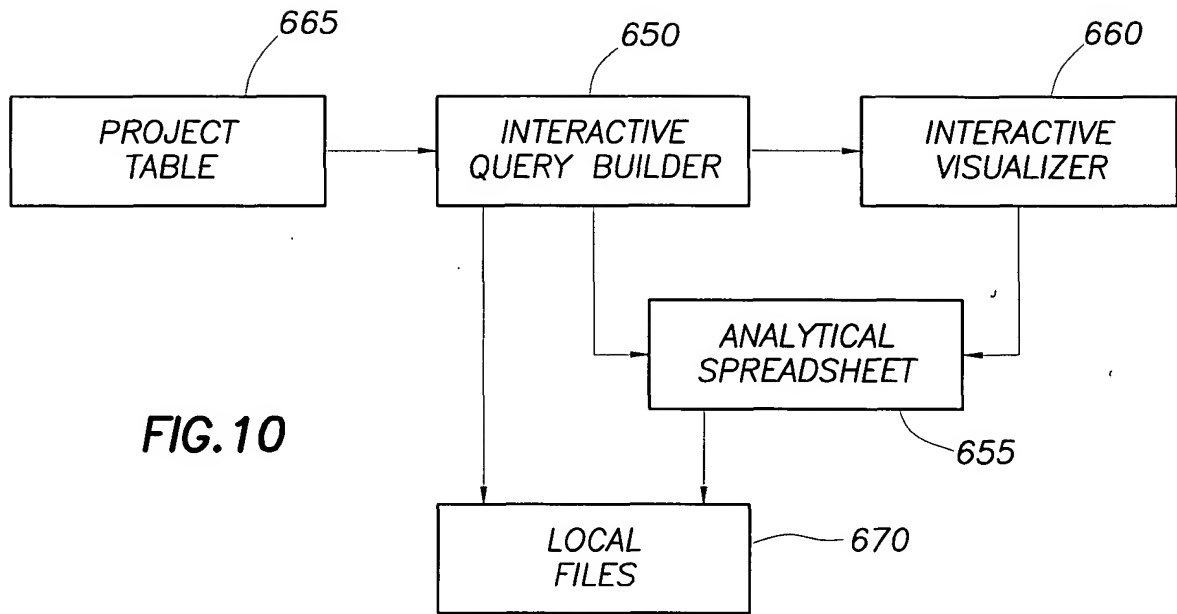 665
650
660
PROJECT
TABLE
INTERACTIVE
QUERY BUILDER
INTERACTIVE
VISUALIZER
ANALYTICAL
SPREADSHEET
FIG.10
655
LOCAL
FILES
670